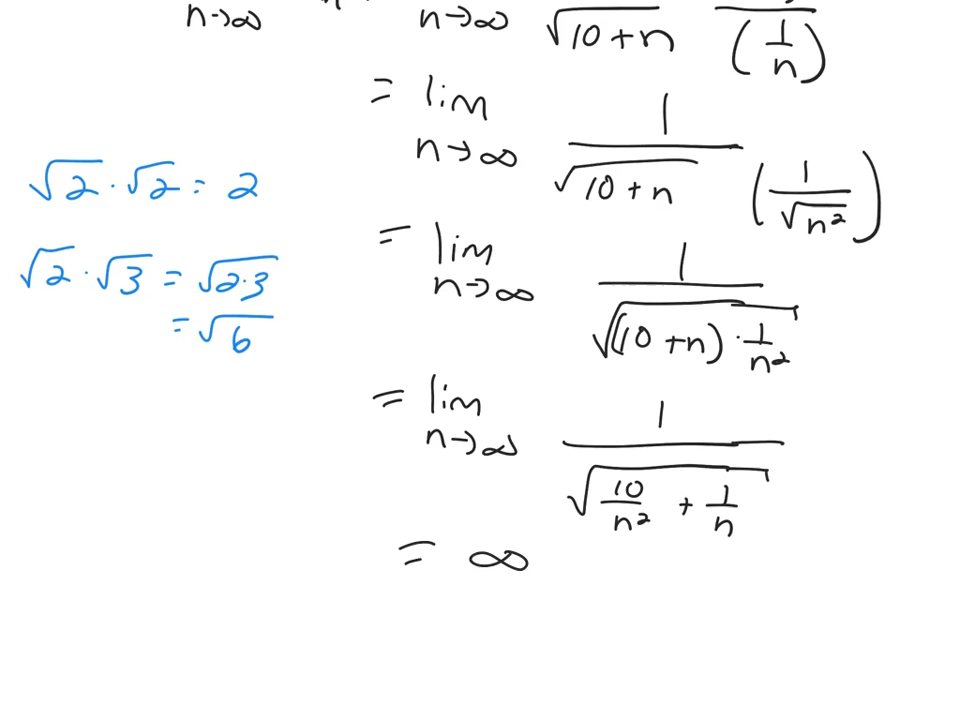 n→∞ n→∞ √(10+n) (1/n)
= lim n→∞ 1/√(10+n) (1/√(n²))
√2 · √2 = 2
= lim n→∞ 1/√((10+n) · 1/n²)
√2 · √3 = √(2·3)
= √6
= lim n→∞ 1/√(10/n² + 1/n)
= ∞